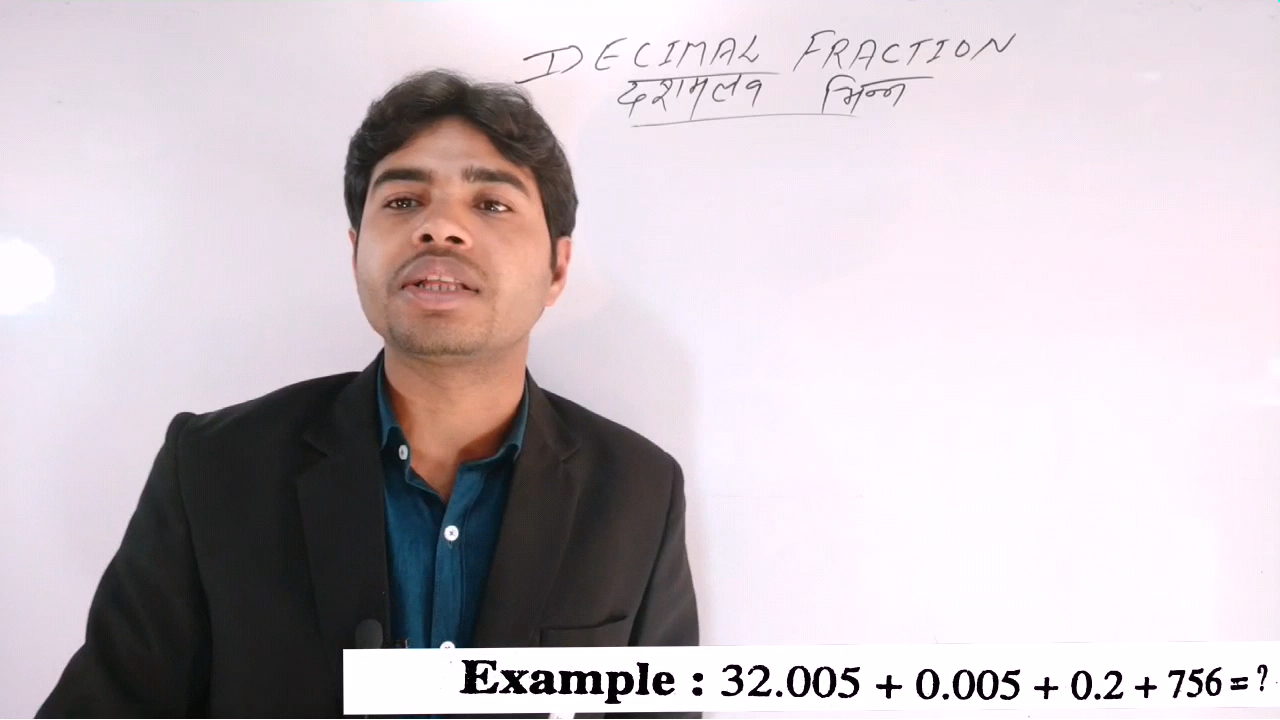 DECIMAL FRACTION
दशमलव भिन्न
Example : 32.005 + 0.005 + 0.2 + 756 = ?